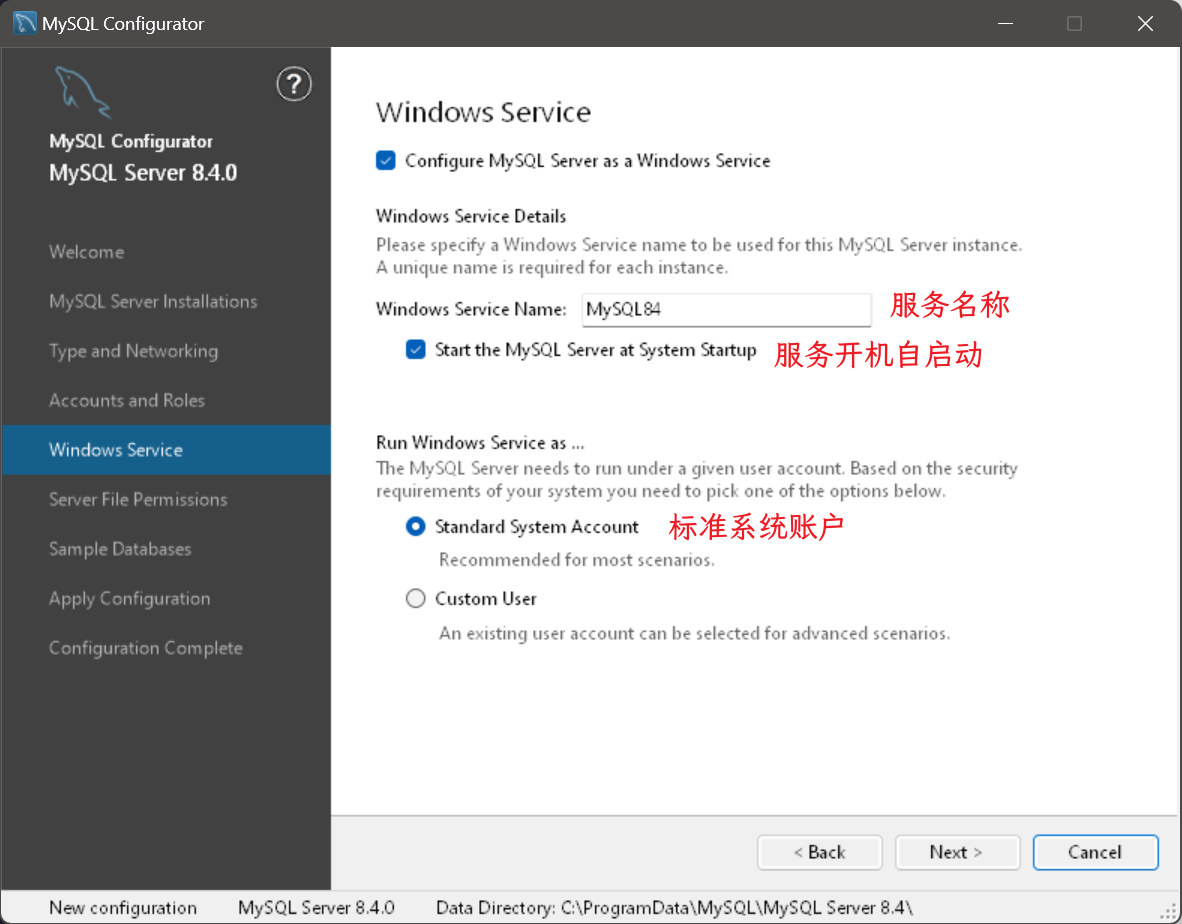 MySQL Configurator
?
MySQL Configurator
MySQL Server 8.4.0
Welcome
MySQL Server Installations
Type and Networking
Accounts and Roles
Windows Service
Server File Permissions
Sample Databases
Apply Configuration
Configuration Complete
Windows Service
Configure MySQL Server as a Windows Service
Windows Service Details
Please specify a Windows Service name to be used for this MySQL Server instance.
A unique name is required for each instance.
Windows Service Name: MySQL84 服务名称
Start the MySQL Server at System Startup 服务开机自启动
Run Windows Service as ...
The MySQL Server needs to run under a given user account. Based on the security
requirements of your system you need to pick one of the options below.
Standard System Account 标准系统账户
Recommended for most scenarios.
Custom User
An existing user account can be selected for advanced scenarios.
< Back Next > Cancel
New configuration MySQL Server 8.4.0 Data Directory: C:\ProgramData\MySQL\MySQL Server 8.4\